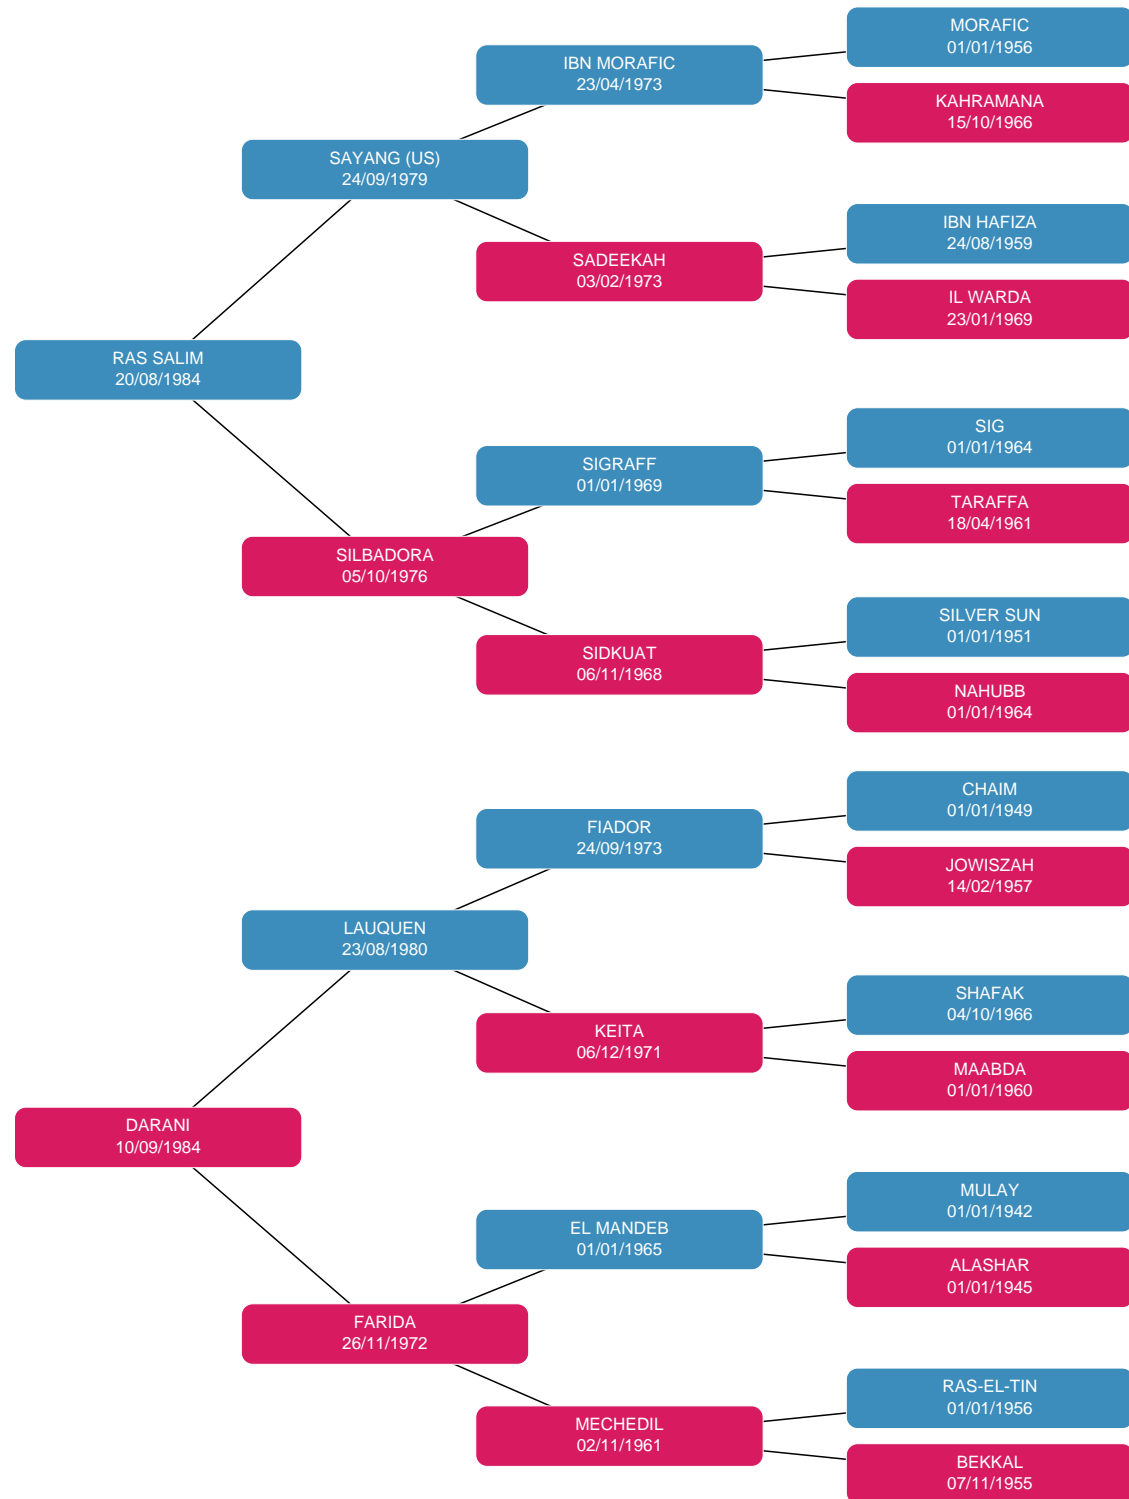 MORAFIC
01/01/1956
IBN MORAFIC
23/04/1973
KAHRAMANA
15/10/1966
SAYANG (US)
24/09/1979
IBN HAFIZA
24/08/1959
SADEEKAH
03/02/1973
IL WARDA
23/01/1969
RAS SALIM
20/08/1984
SIG
01/01/1964
SIGRAFF
01/01/1969
TARAFFA
18/04/1961
SILBADORA
05/10/1976
SILVER SUN
01/01/1951
SIDKUAT
06/11/1968
NAHUBB
01/01/1964
CHAIM
01/01/1949
FIADOR
24/09/1973
JOWISZAH
14/02/1957
LAUQUEN
23/08/1980
SHAFAK
04/10/1966
KEITA
06/12/1971
MAABDA
01/01/1960
DARANI
10/09/1984
MULAY
01/01/1942
EL MANDEB
01/01/1965
ALASHAR
01/01/1945
FARIDA
26/11/1972
RAS-EL-TIN
01/01/1956
MECHEDIL
02/11/1961
BEKKAL
07/11/1955